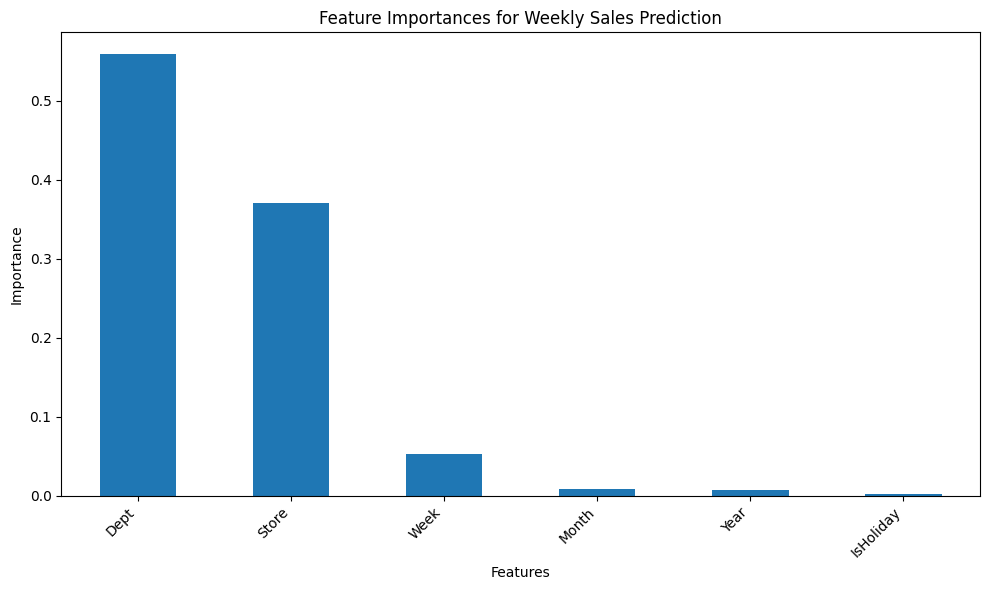 Feature Importances for Weekly Sales Prediction
Importance
0.5
0.4
0.3
0.2
0.1
0.0
Dept
Store
Week
Month
Year
IsHoliday
Features